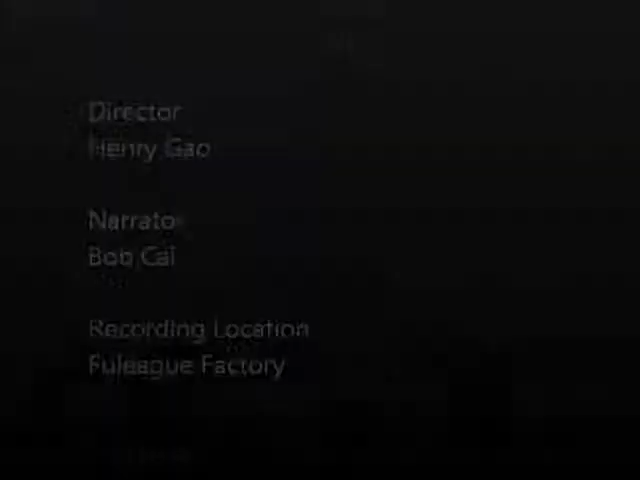 Director
Henry Gao
Narrator
Bob Cai
Recording Location
Fuleague Factory